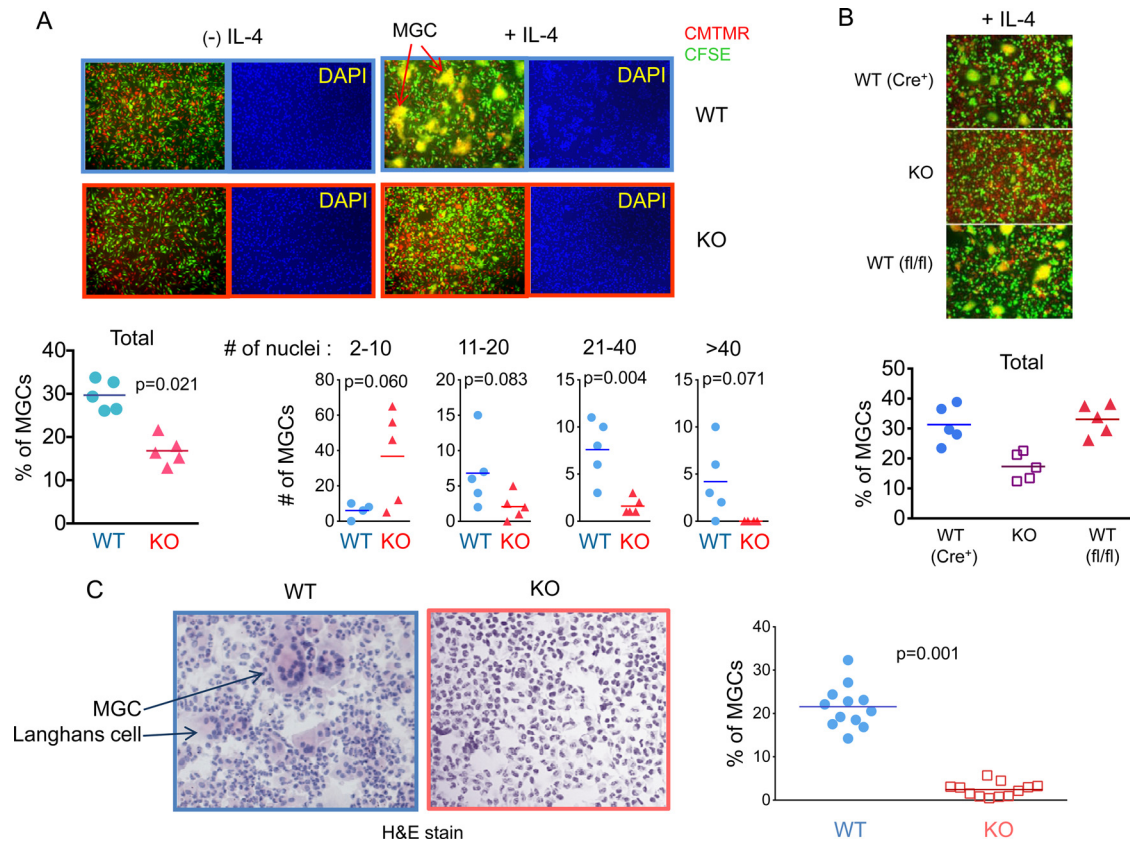 A
(-) IL-4
MGC
+ IL-4
CMTMR
CFSE
DAPI
DAPI
WT
DAPI
DAPI
KO
B
+ IL-4
WT (Cre⁺)
KO
WT (fl/fl)
Total
% of MGCs
40
30
20
10
0
p=0.021
WT
KO
# of nuclei :
2-10
11-20
21-40
>40
# of MGCs
80
60
40
20
0
p=0.060
WT
KO
20
15
10
5
0
p=0.083
WT
KO
15
10
5
0
p=0.004
WT
KO
15
10
5
0
p=0.071
WT
KO
Total
% of MGCs
50
40
30
20
10
0
WT
(Cre⁺)
KO
WT
(fl/fl)
C
WT
KO
MGC
Langhans cell
H&E stain
% of MGCs
40
30
20
10
0
p=0.001
WT
KO